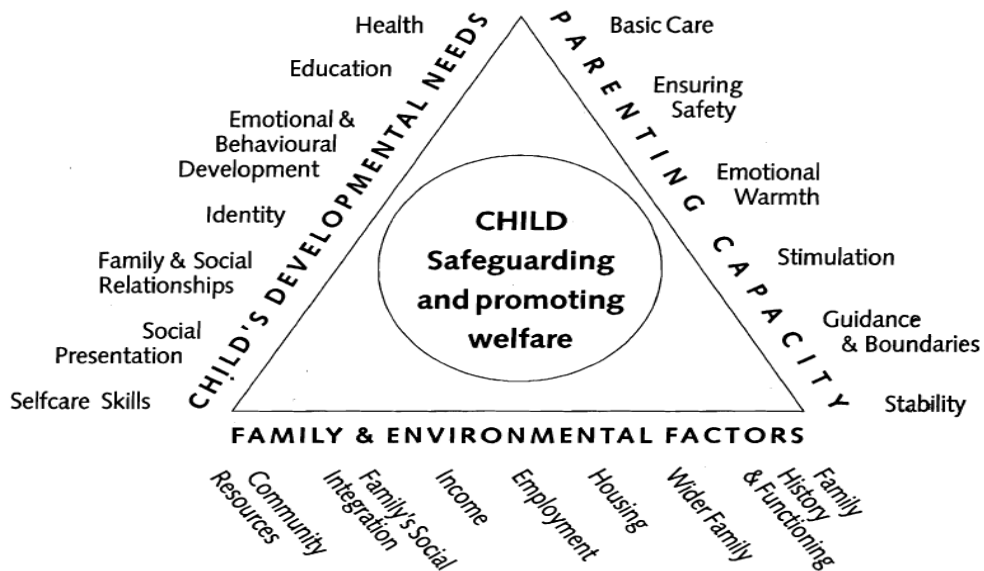 Health
Education
Emotional &
Behavioural
Development
Identity
Family & Social
Relationships
Social
Presentation
Selfcare Skills
CHILD'S DEVELOPMENTAL NEEDS
CHILD
Safeguarding
and promoting
welfare
PARENTING CAPACITY
Basic Care
Ensuring
Safety
Emotional
Warmth
Stimulation
Guidance
& Boundaries
Stability
FAMILY & ENVIRONMENTAL FACTORS
Community
Resources
Family's Social
Integration
Income
Employment
Housing
Wider Family
Family
History
& Functioning